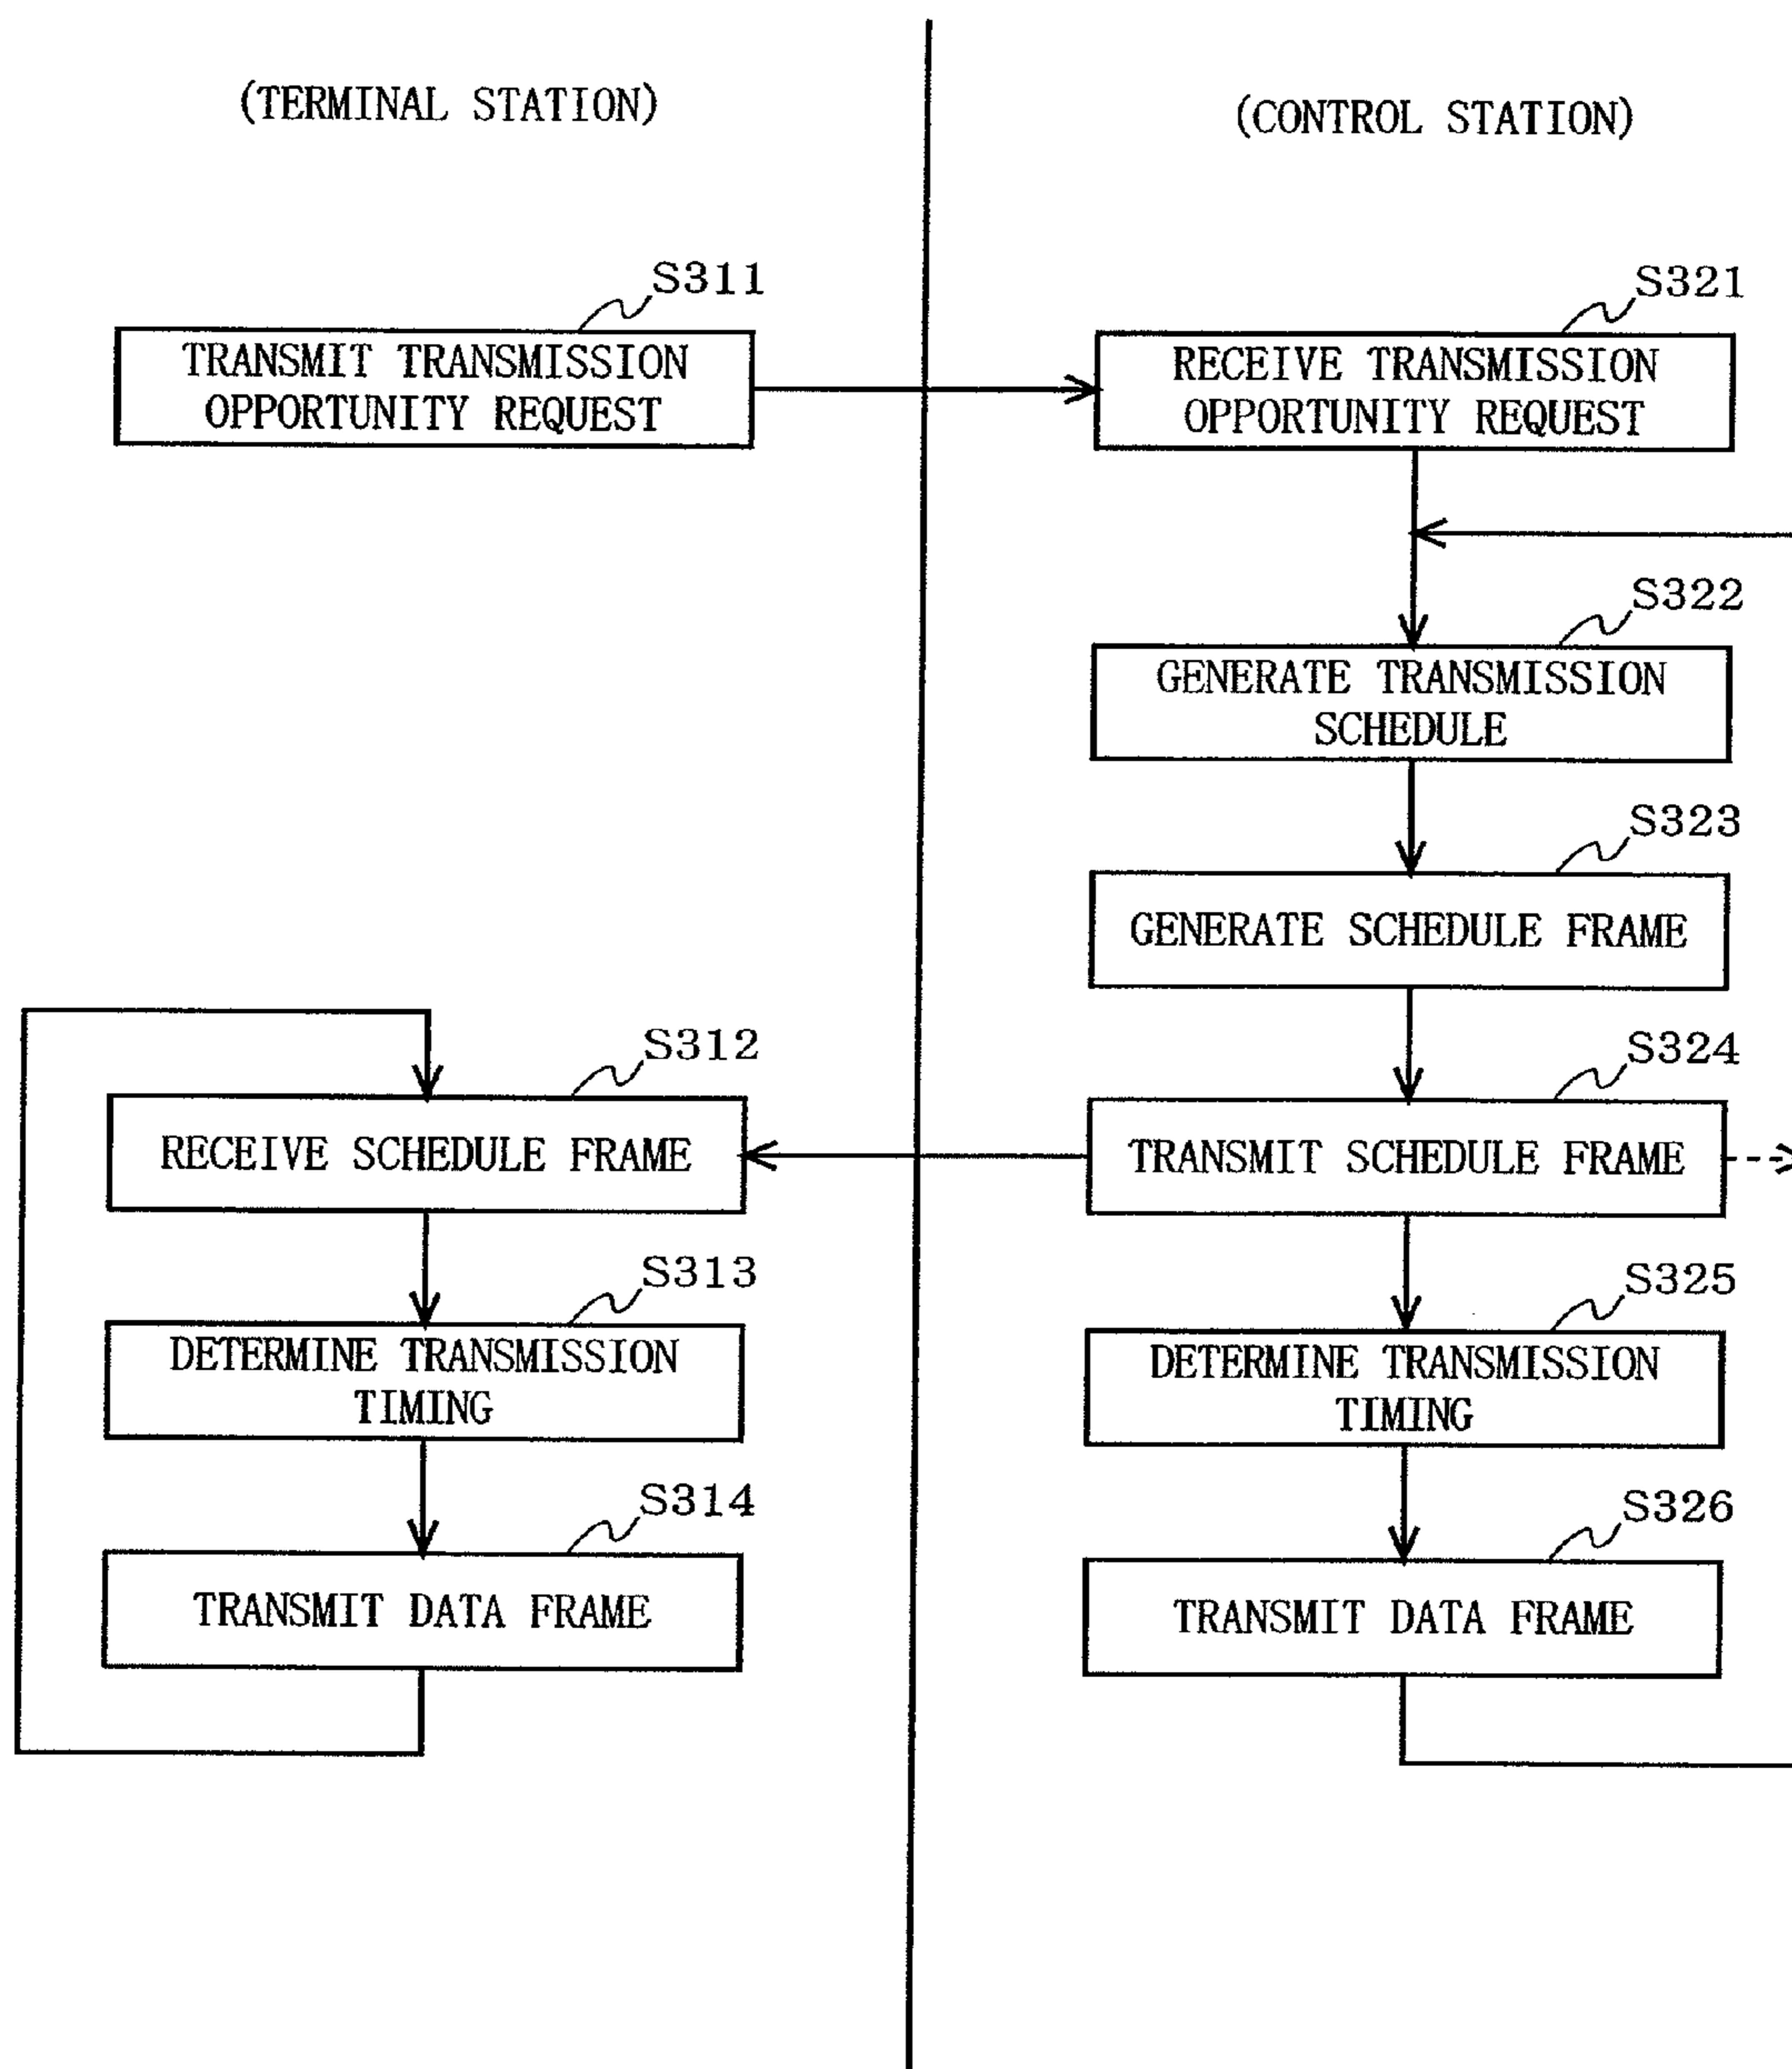 (TERMINAL STATION)
S311
TRANSMIT TRANSMISSION
OPPORTUNITY REQUEST
S312
RECEIVE SCHEDULE FRAME
S313
DETERMINE TRANSMISSION
TIMING
S314
TRANSMIT DATA FRAME
(CONTROL STATION)
S321
RECEIVE TRANSMISSION
OPPORTUNITY REQUEST
S322
GENERATE TRANSMISSION
SCHEDULE
S323
GENERATE SCHEDULE FRAME
S324
TRANSMIT SCHEDULE FRAME
S325
DETERMINE TRANSMISSION
TIMING
S326
TRANSMIT DATA FRAME